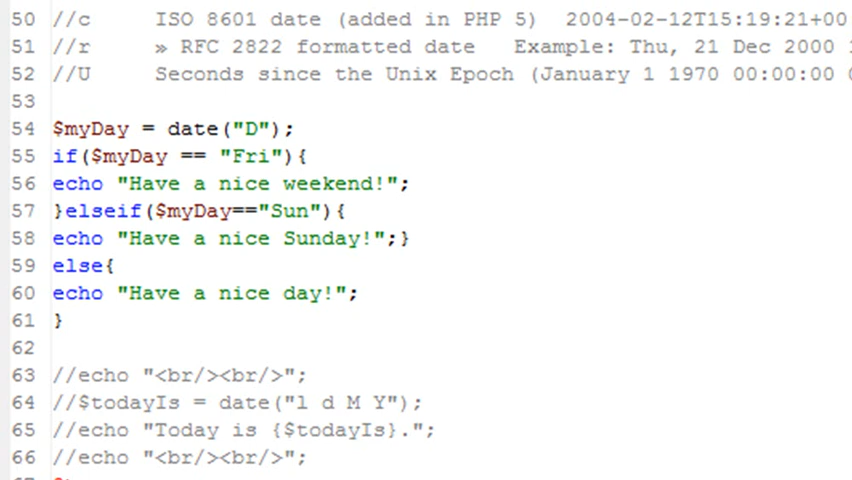 50 //c ISO 8601 date (added in PHP 5) 2004-02-12T15:19:21+00
51 //r » RFC 2822 formatted date Example: Thu, 21 Dec 2000
52 //U Seconds since the Unix Epoch (January 1 1970 00:00:00
53
54 $myDay = date("D");
55 if($myDay == "Fri"){
56 echo "Have a nice weekend!";
57 }elseif($myDay=="Sun"){
58 echo "Have a nice Sunday!";}
59 else{
60 echo "Have a nice day!";
61 }
62
63 //echo "<br/><br/>";
64 //$todayIs = date("l d M Y");
65 //echo "Today is {$todayIs}.";
66 //echo "<br/><br/>";